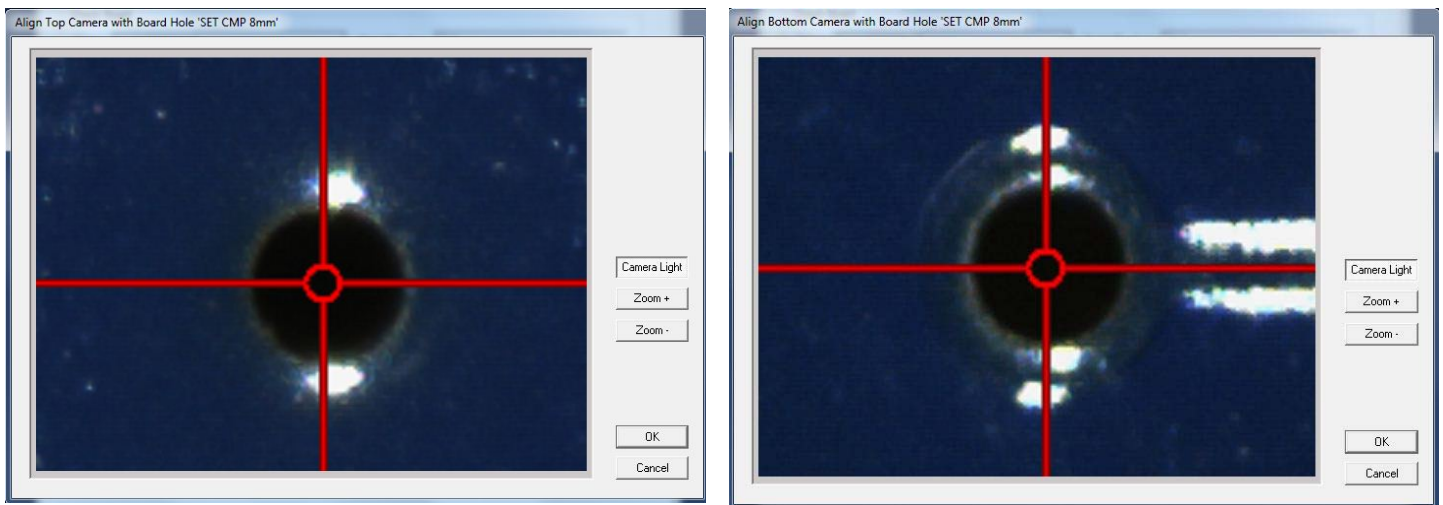 Align Top Camera with Board Hole 'SET CMP 8mm'
Camera Light
Zoom +
Zoom -
OK
Cancel
Align Bottom Camera with Board Hole 'SET CMP 8mm'
Camera Light
Zoom +
Zoom -
OK
Cancel